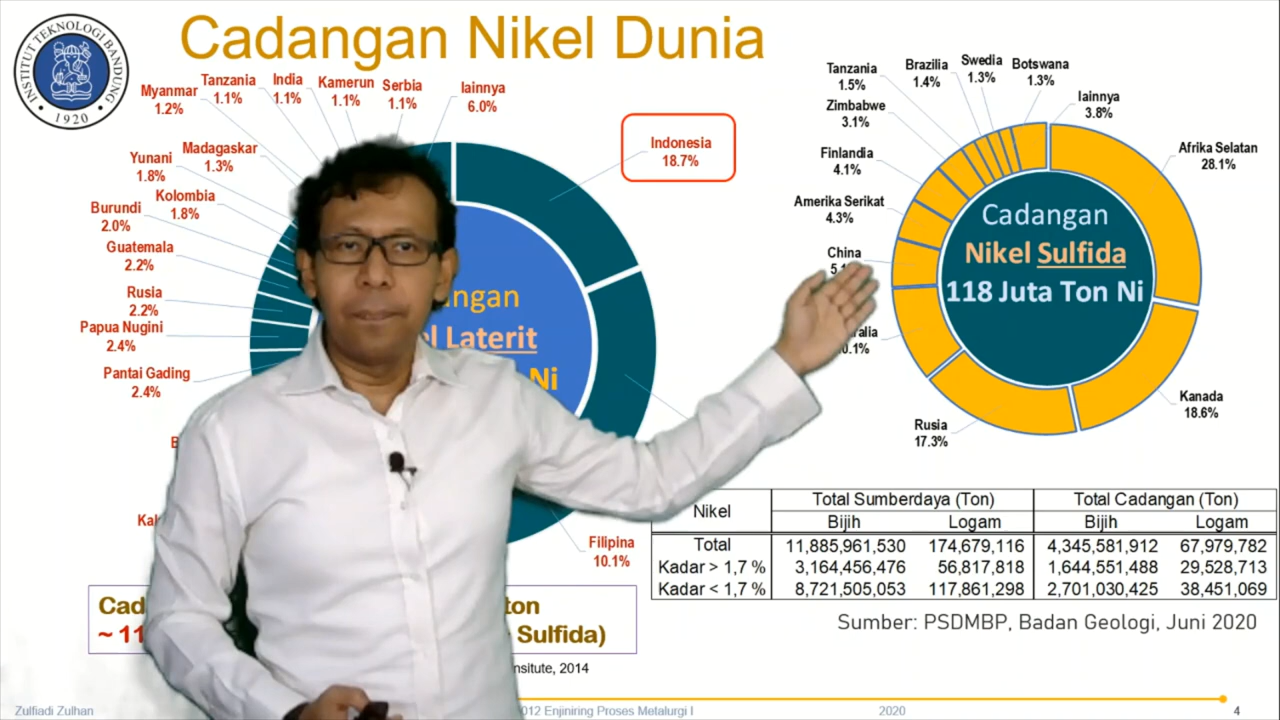 Cadangan Nikel Dunia
INSTITUT TEKNOLOGI BANDUNG
1920
Tanzania
1.1%
India
1.1%
Kamerun
1.1%
Serbia
1.1%
lainnya
6.0%
Myanmar
1.2%
Madagaskar
1.3%
Yunani
1.8%
Kolombia
1.8%
Burundi
2.0%
Guatemala
2.2%
Rusia
2.2%
Papua Nugini
2.4%
Pantai Gading
2.4%
Indonesia
18.7%
Filipina
10.1%
Laterit
Ni
Tanzania
1.5%
Brazilia
1.4%
Swedia
1.3%
Botswana
1.3%
lainnya
3.8%
Zimbabwe
3.1%
Finlandia
4.1%
Amerika Serikat
4.3%
China
Afrika Selatan
28.1%
Kanada
18.6%
Rusia
17.3%
Cadangan
Nikel Sulfida
118 Juta Ton Ni
Nikel Total Sumberdaya (Ton) Total Cadangan (Ton)
Bijih Logam Bijih Logam
Total 11,885,961,530 174,679,116 4,345,581,912 67,979,782
Kadar > 1,7 % 3,164,456,476 56,817,818 1,644,551,488 29,528,713
Kadar < 1,7 % 8,721,505,053 117,861,298 2,701,030,425 38,451,069
Sumber: PSDMBP, Badan Geologi, Juni 2020
ton
Sulfida)
2014
Zulfiadi Zulhan
Enjiniring Proses Metalurgi I
2020
4